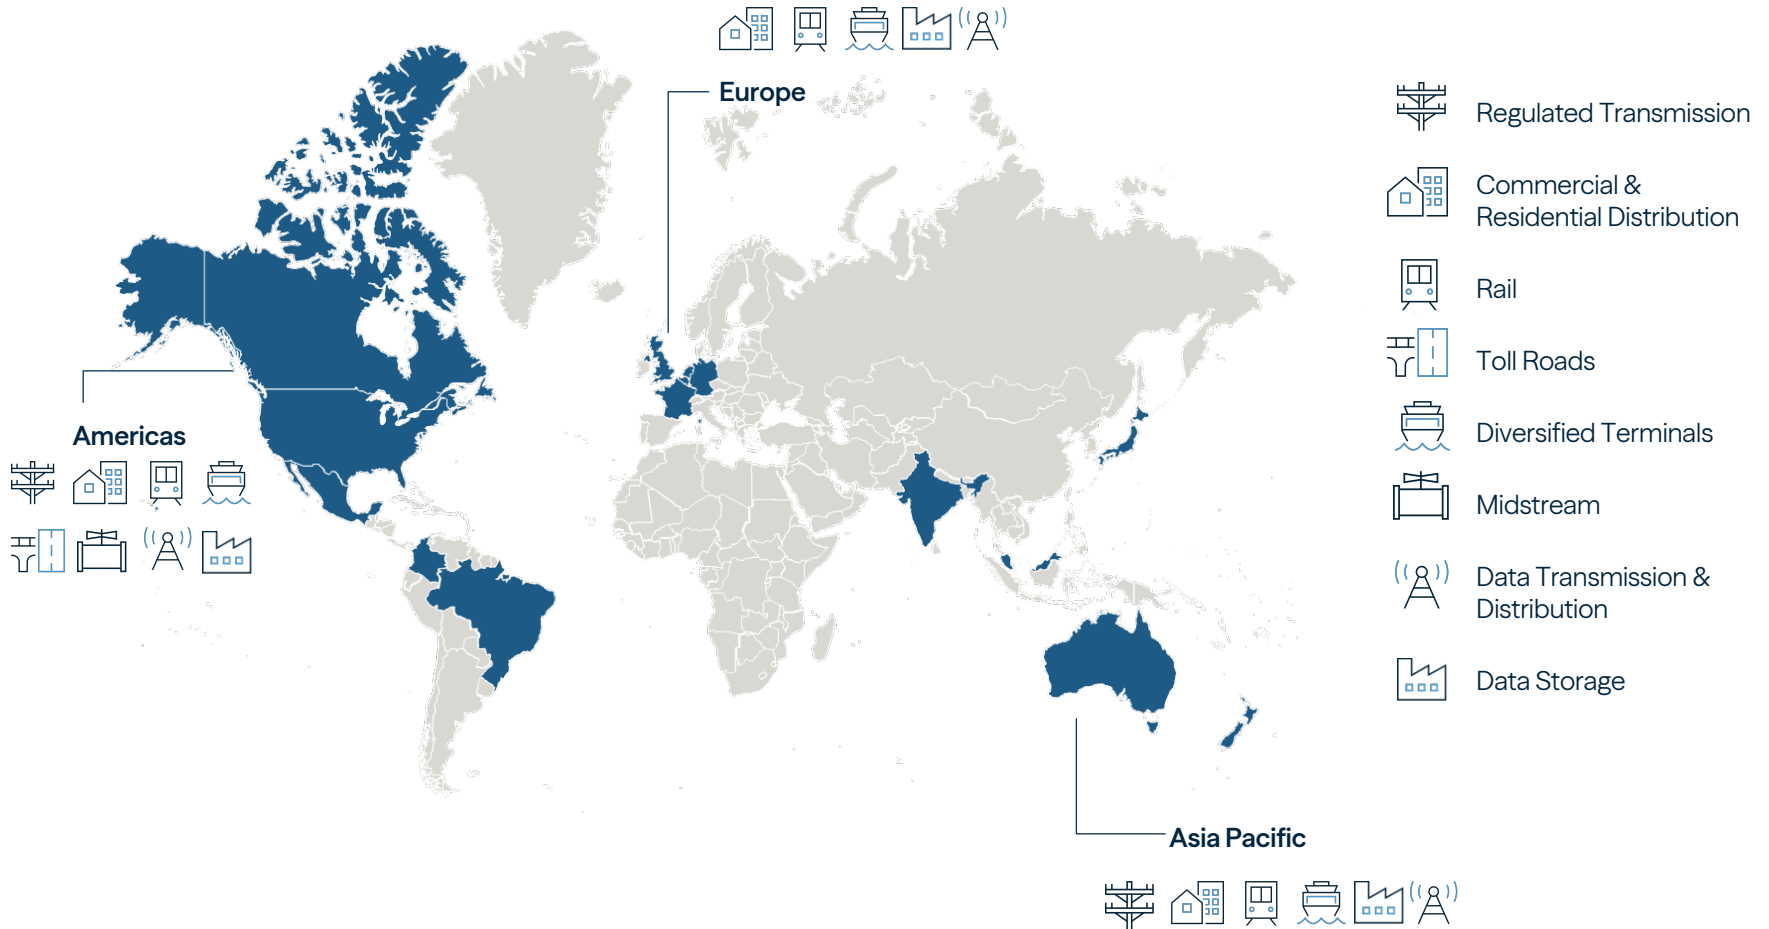 Europe
Americas
Asia Pacific
Regulated Transmission
Commercial &
Residential Distribution
Rail
Toll Roads
Diversified Terminals
Midstream
Data Transmission &
Distribution
Data Storage